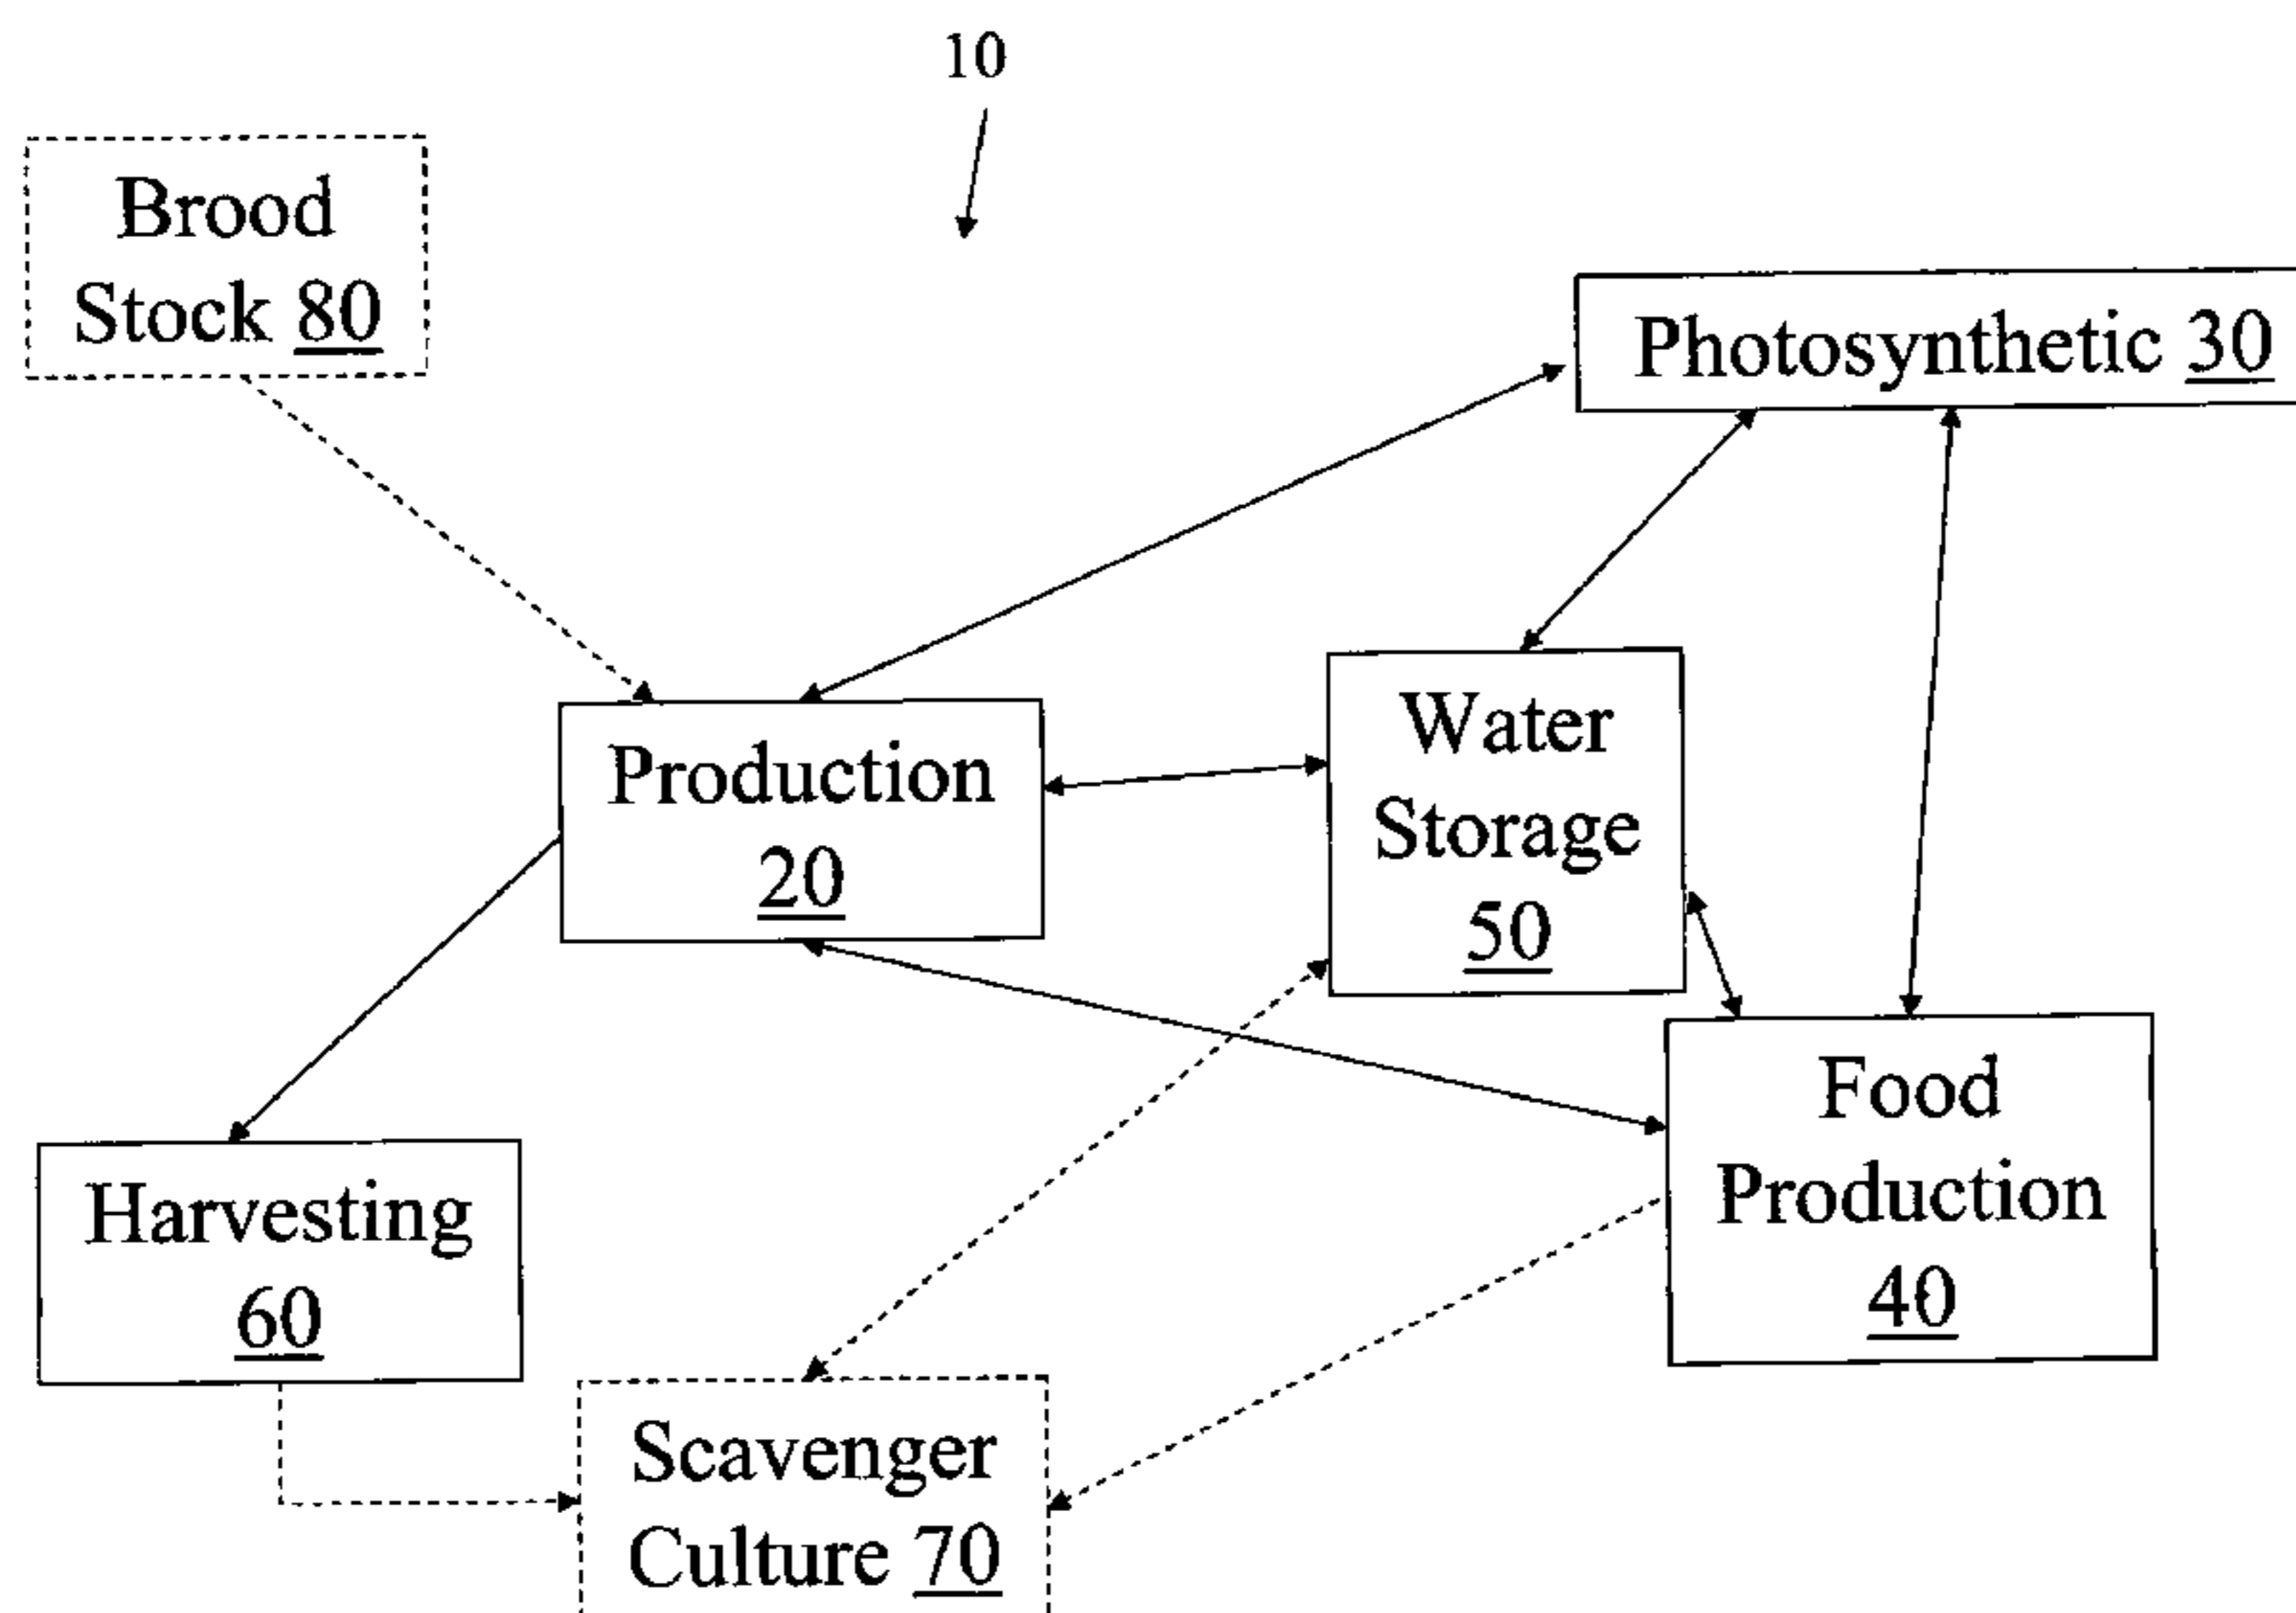 10
Brood
Stock 80
Photosynthetic 30
Production
20
Water
Storage
50
Food
Production
40
Harvesting
60
Scavenger
Culture 70